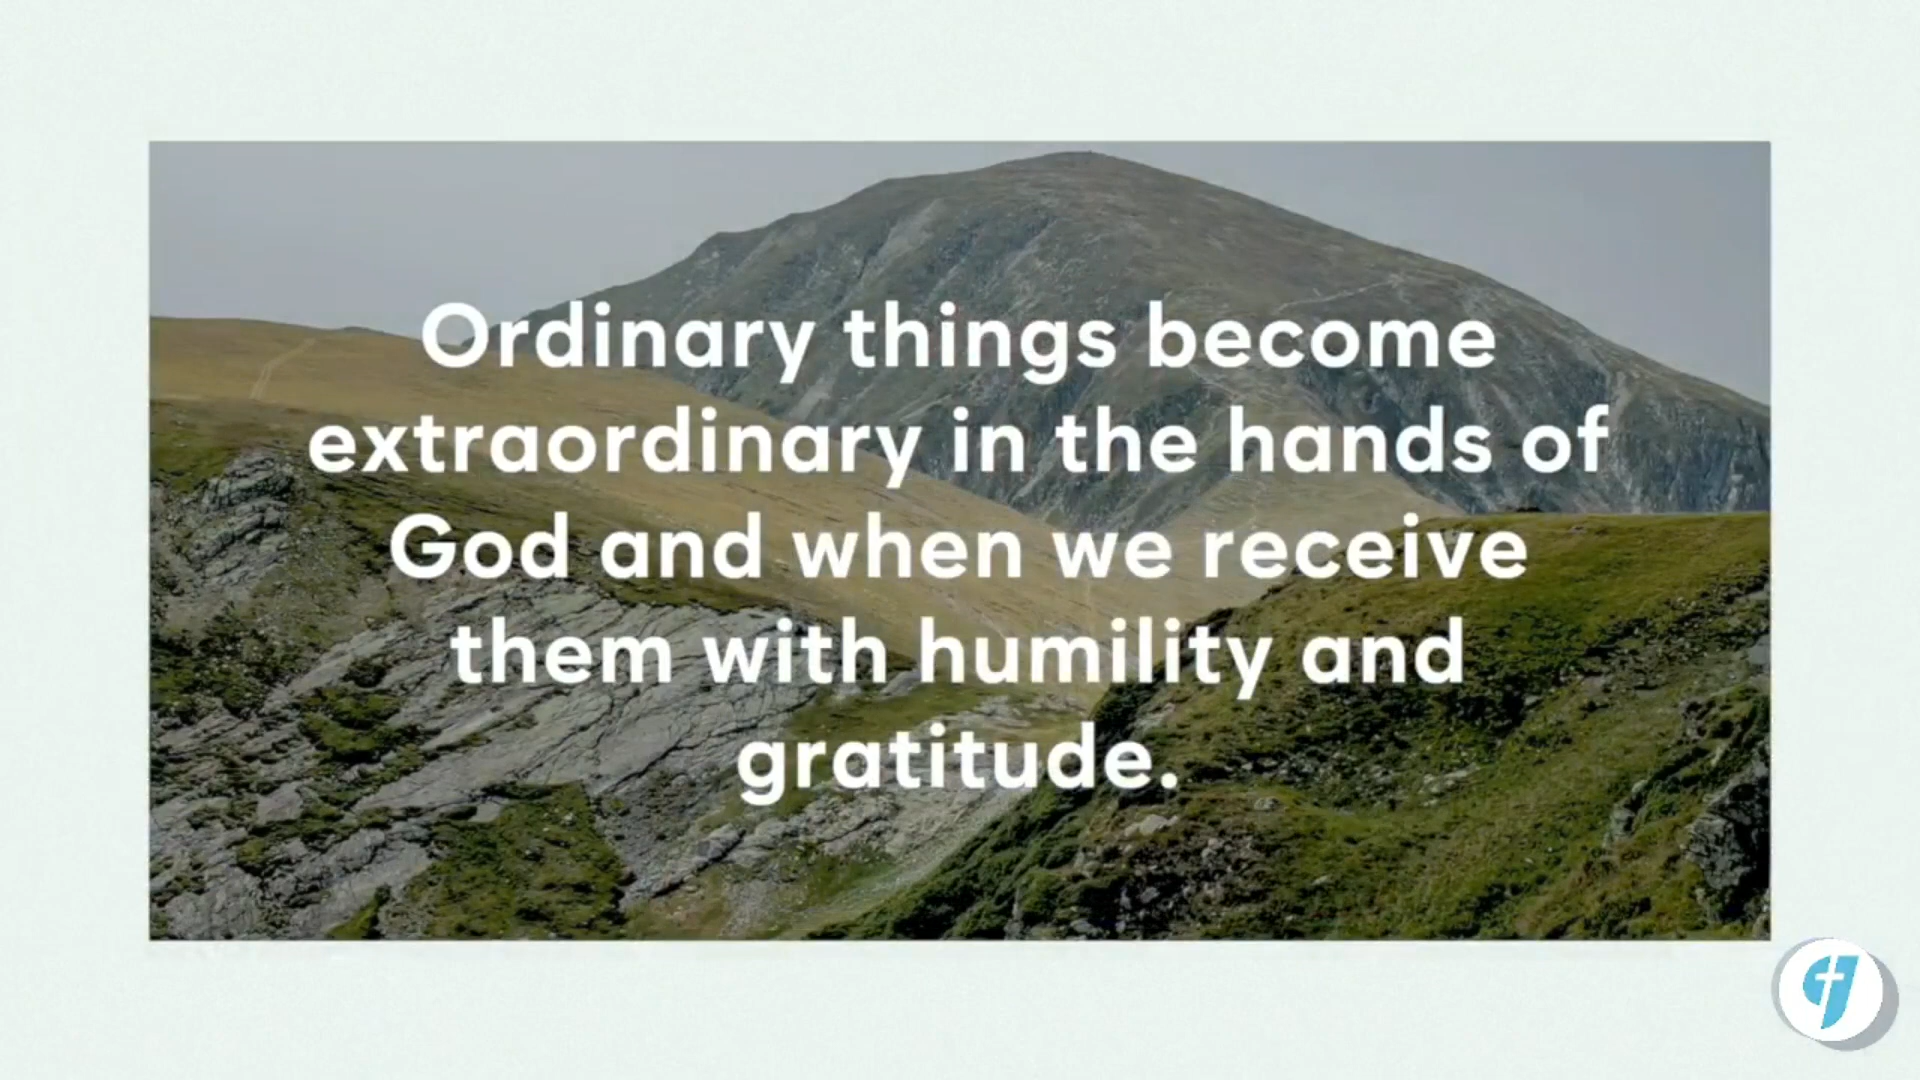 Ordinary things become
extraordinary in the hands of
God and when we receive
them with humility and
gratitude.